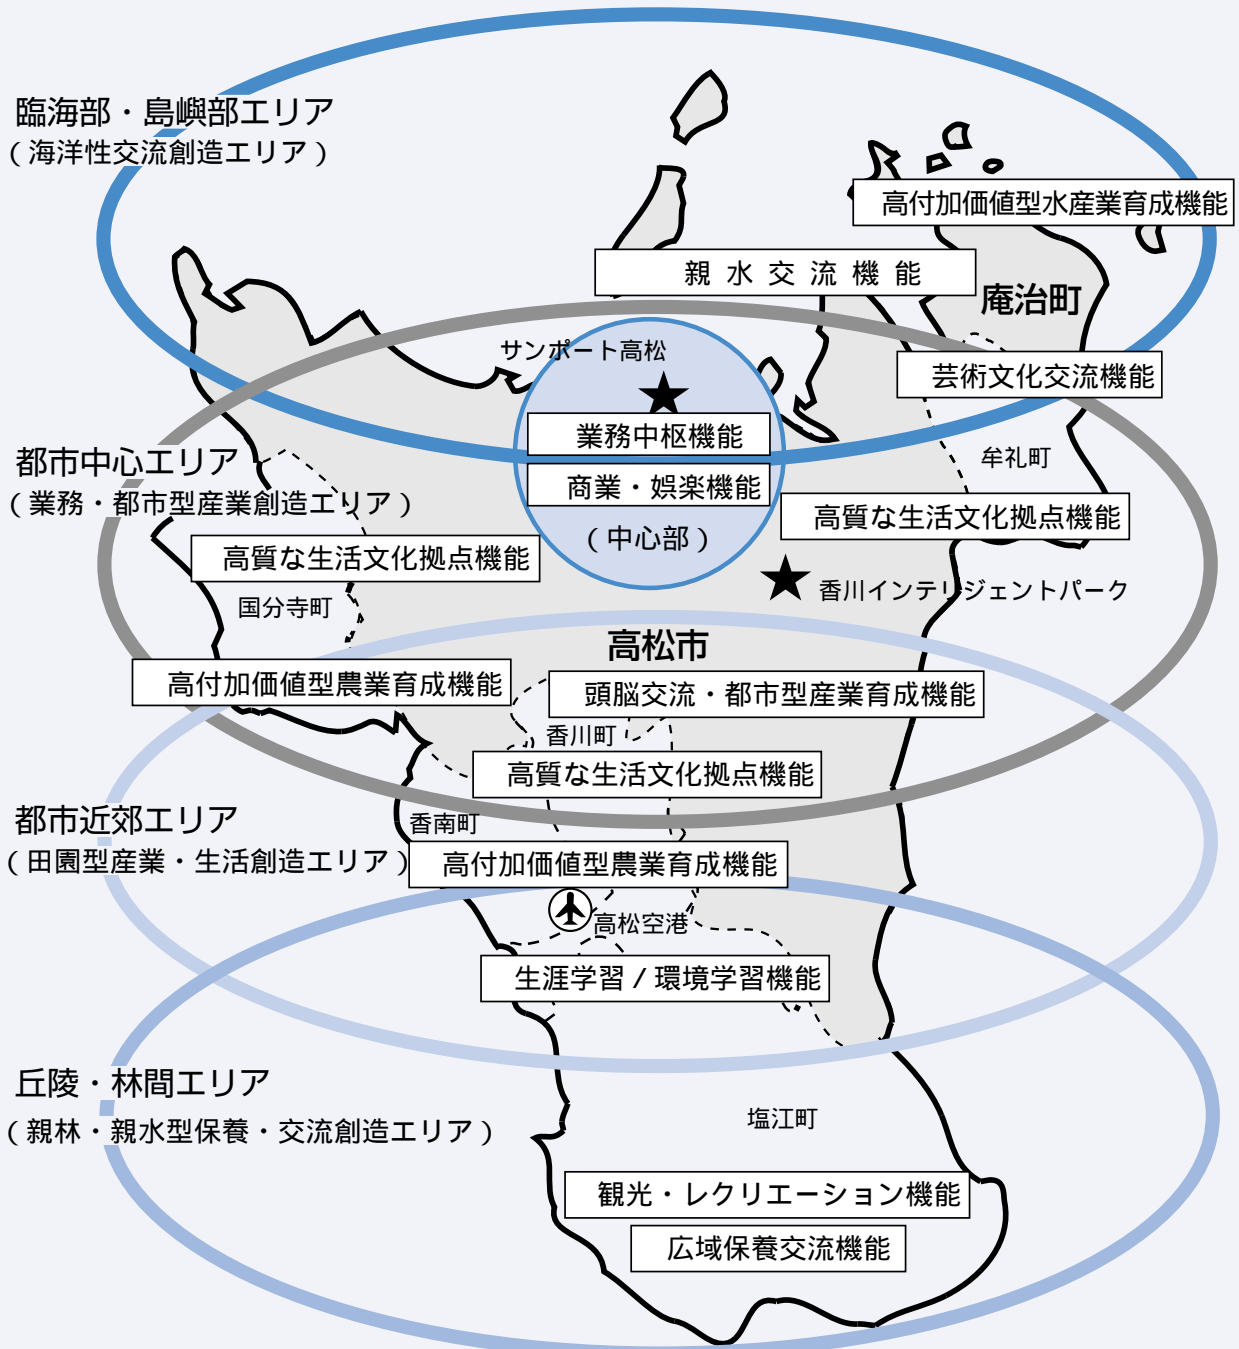 臨海部・島嶼部エリア
（海洋性交流創造エリア）
高付加価値型水産業育成機能
親水交流機能
庵治町
サンポート高松
芸術文化交流機能
業務中枢機能
都市中心エリア
（業務・都市型産業創造エリア）
牟礼町
商業・娯楽機能
高質な生活文化拠点機能
（中心部）
高質な生活文化拠点機能
香川インテリジェントパーク
国分寺町
高松市
高付加価値型農業育成機能
頭脳交流・都市型産業育成機能
香川町
高質な生活文化拠点機能
都市近郊エリア
（田園型産業・生活創造エリア）
香南町
高付加価値型農業育成機能
高松空港
生涯学習/環境学習機能
丘陵・林間エリア
（親林・親水型保養・交流創造エリア）
塩江町
観光・レクリエーション機能
広域保養交流機能